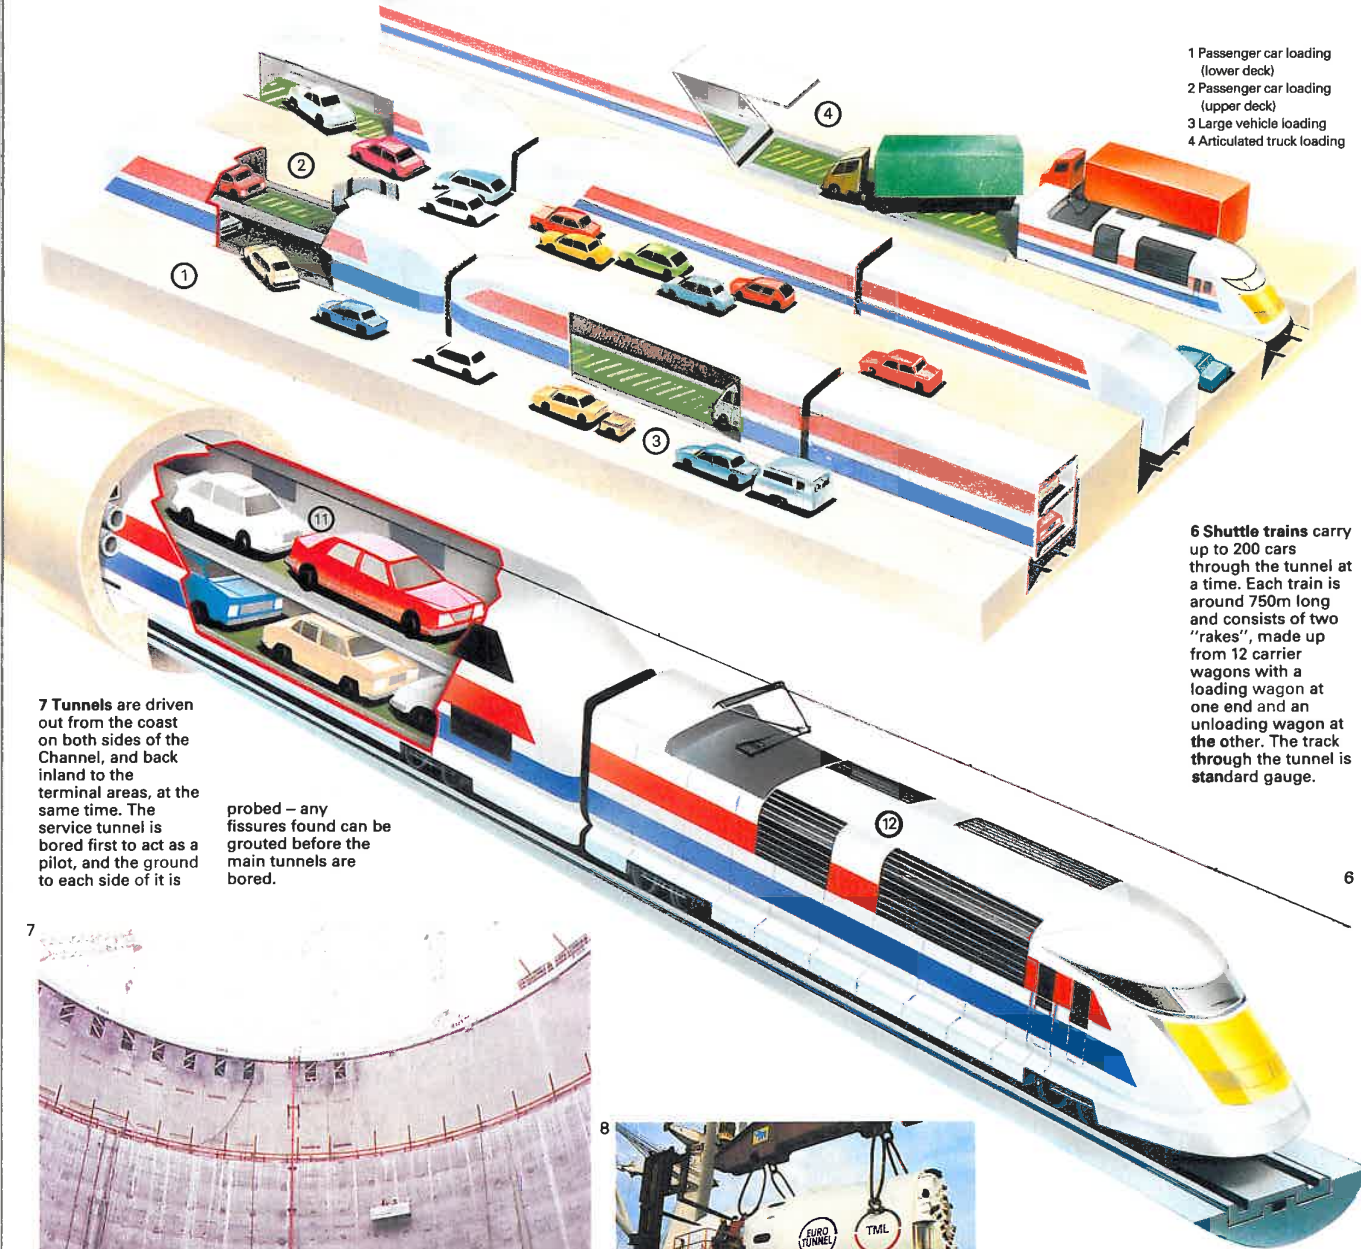 1 Passenger car loading
(lower deck)
2 Passenger car loading
(upper deck)
3 Large vehicle loading
4 Articulated truck loading
4
2
1
3
11
6 Shuttle trains carry
up to 200 cars
through the tunnel at
a time. Each train is
around 750m long
and consists of two
"rakes", made up
from 12 carrier
wagons with a
loading wagon at
one end and an
unloading wagon at
the other. The track
through the tunnel is
standard gauge.
7 Tunnels are driven
out from the coast
on both sides of the
Channel, and back
inland to the
terminal areas, at the
same time. The
service tunnel is
bored first to act as a
pilot, and the ground
to each side of it is
probed – any
fissures found can be
grouted before the
main tunnels are
bored.
12
6
7
8
EURO
TUNNEL
TML